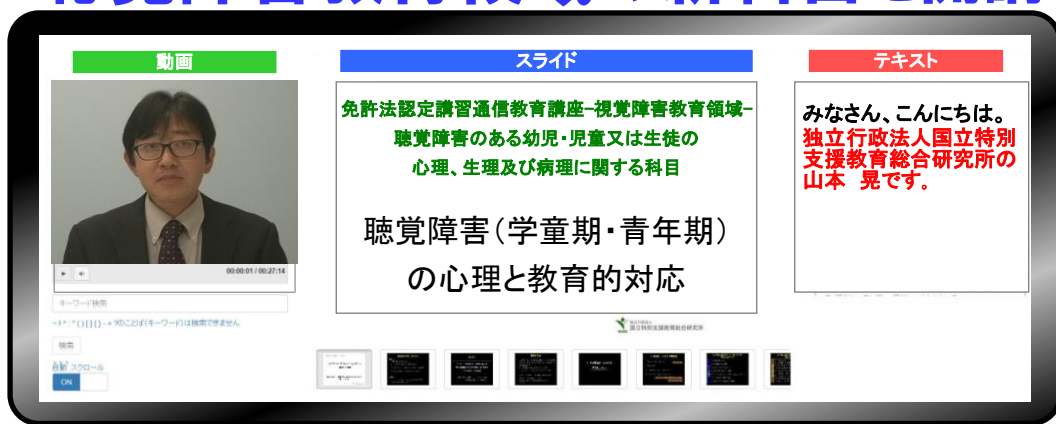 動画
スライド
テキスト
免許法認定講習通信教育講座-視覚障害教育領域-
聴覚障害のある幼児・児童又は生徒の
心理、生理及び病理に関する科目
聴覚障害(学童期・青年期)
の心理と教育的対応
みなさん、こんにちは。
独立行政法人国立特別
支援教育総合研究所の
山本 晃です。
00:00:01 / 00:27:14
キーワード検索
検索
自動スクロール
ON
国立特別支援教育総合研究所